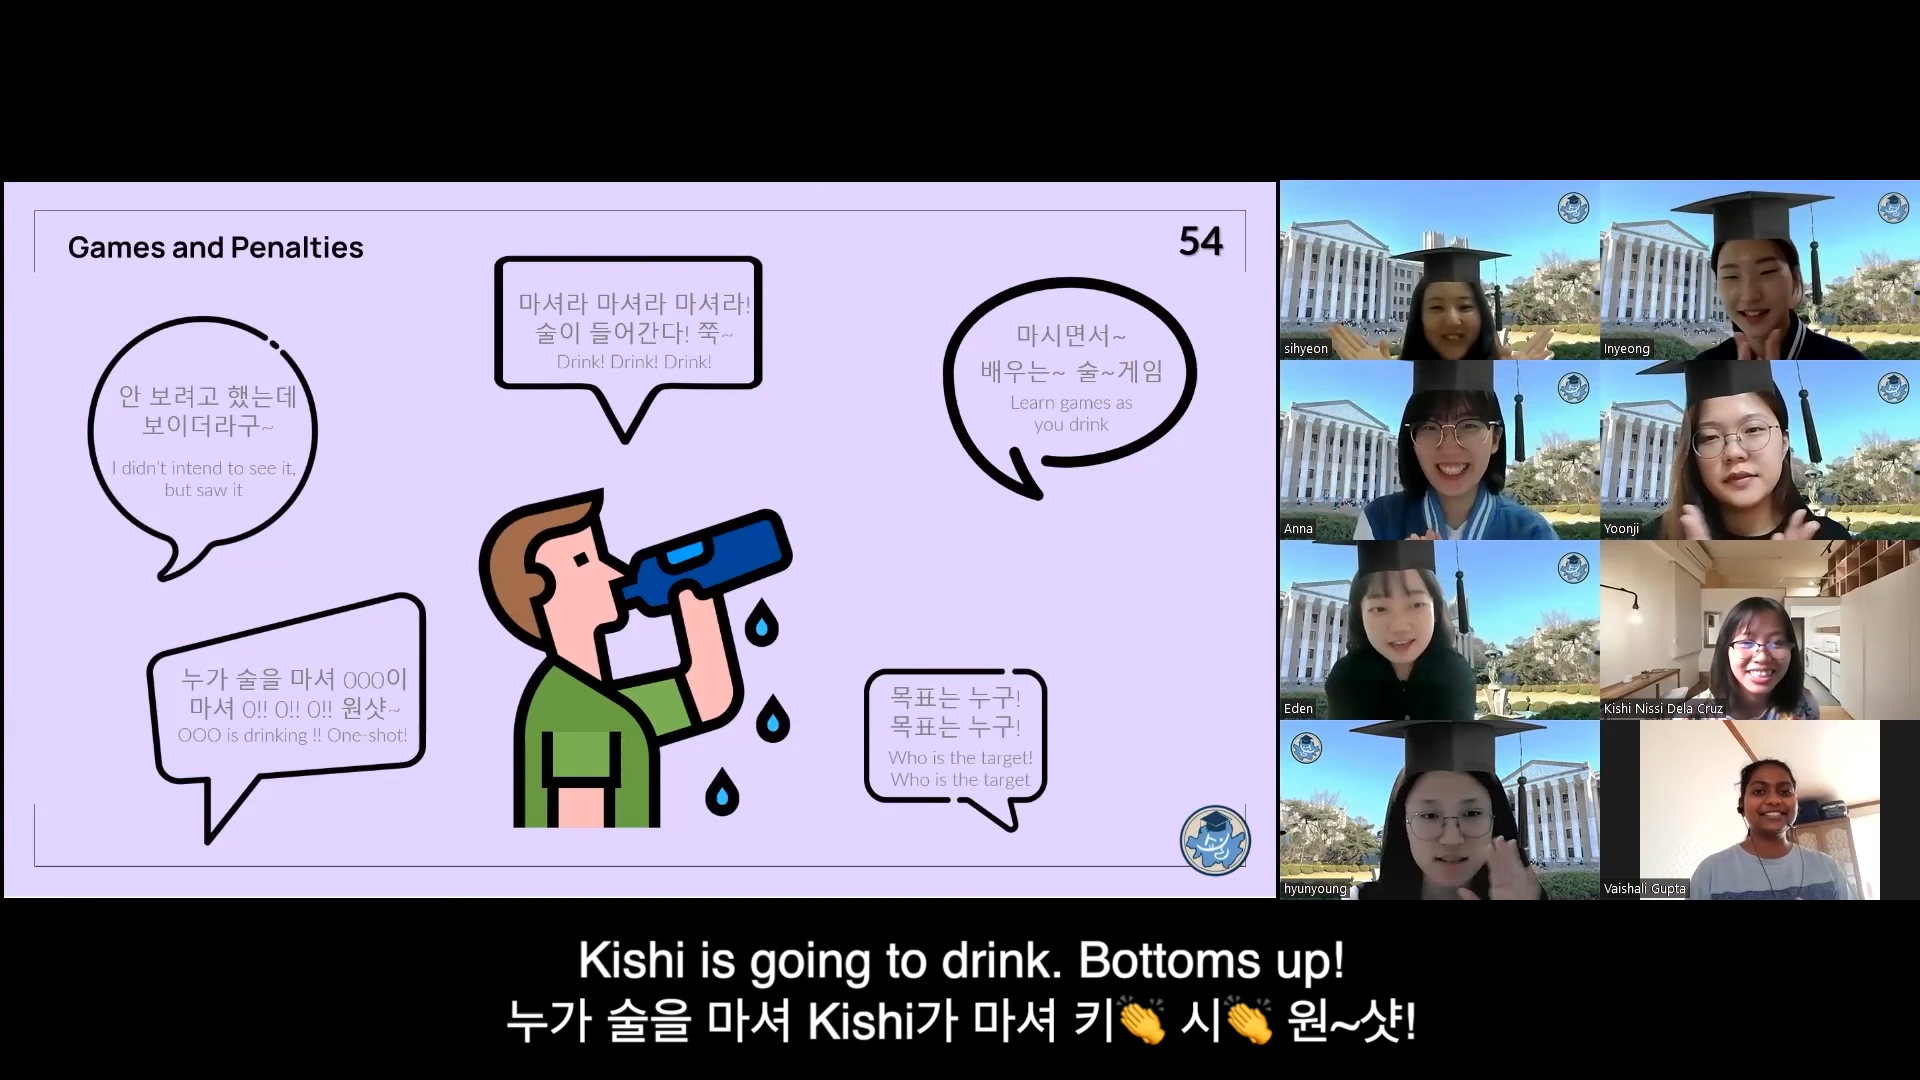 Games and Penalties
54
안 보려고 했는데
보이더라구~
I didn't intend to see it,
but saw it
마셔라 마셔라 마셔라!
술이 들어간다! 쭉~
Drink! Drink! Drink!
마시면서~
배우는~ 술~게임
Learn games as
you drink
누가 술을 마셔 OOO이
마셔 O!! O!! O!! 원샷~
OOO is drinking !! One-shot!
목표는 누구!
목표는 누구!
Who is the target!
Who is the target
sihyeon
Inyeong
Anna
Yoonji
Eden
Kishi Nissi Dela Cruz
hyunyoung
Vaishali Gupta
Kishi is going to drink. Bottoms up!
누가 술을 마셔 Kishi가 마셔 키👏 시👏 원~샷!